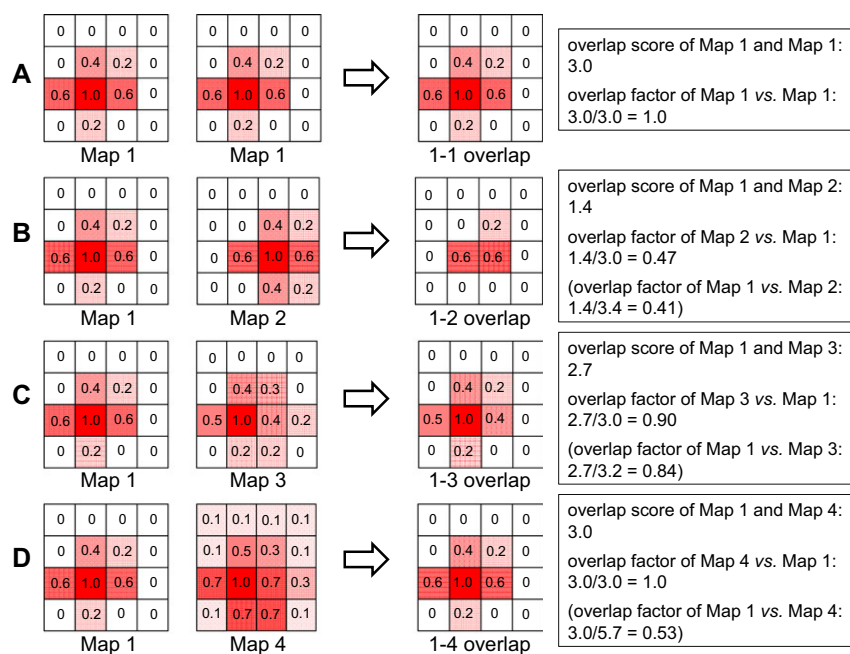 A
0 0 0 0
0 0.4 0.2 0
0.6 1.0 0.6 0
0 0.2 0 0
Map 1
0 0 0 0
0 0.4 0.2 0
0.6 1.0 0.6 0
0 0.2 0 0
Map 1
0 0 0 0
0 0.4 0.2 0
0.6 1.0 0.6 0
0 0.2 0 0
1-1 overlap
overlap score of Map 1 and Map 1:
3.0
overlap factor of Map 1 vs. Map 1:
3.0/3.0 = 1.0
B
0 0 0 0
0 0.4 0.2 0
0.6 1.0 0.6 0
0 0.2 0 0
Map 1
0 0 0 0
0 0 0.4 0.2
0 0.6 1.0 0.6
0 0 0.4 0.2
Map 2
0 0 0 0
0 0 0.2 0
0 0.6 0.6 0
0 0 0 0
1-2 overlap
overlap score of Map 1 and Map 2:
1.4
overlap factor of Map 2 vs. Map 1:
1.4/3.0 = 0.47
(overlap factor of Map 1 vs. Map 2:
1.4/3.4 = 0.41)
C
0 0 0 0
0 0.4 0.2 0
0.6 1.0 0.6 0
0 0.2 0 0
Map 1
0 0 0 0
0 0.4 0.3 0
0.5 1.0 0.4 0.2
0 0.2 0.2 0
Map 3
0 0 0 0
0 0.4 0.2 0
0.5 1.0 0.4 0
0 0.2 0 0
1-3 overlap
overlap score of Map 1 and Map 3:
2.7
overlap factor of Map 3 vs. Map 1:
2.7/3.0 = 0.90
(overlap factor of Map 1 vs. Map 3:
2.7/3.2 = 0.84)
D
0 0 0 0
0 0.4 0.2 0
0.6 1.0 0.6 0
0 0.2 0 0
Map 1
0.1 0.1 0.1 0.1
0.1 0.5 0.3 0.1
0.7 1.0 0.7 0.3
0.1 0.7 0.7 0.1
Map 4
0 0 0 0
0 0.4 0.2 0
0.6 1.0 0.6 0
0 0.2 0 0
1-4 overlap
overlap score of Map 1 and Map 4:
3.0
overlap factor of Map 4 vs. Map 1:
3.0/3.0 = 1.0
(overlap factor of Map 1 vs. Map 4:
3.0/5.7 = 0.53)